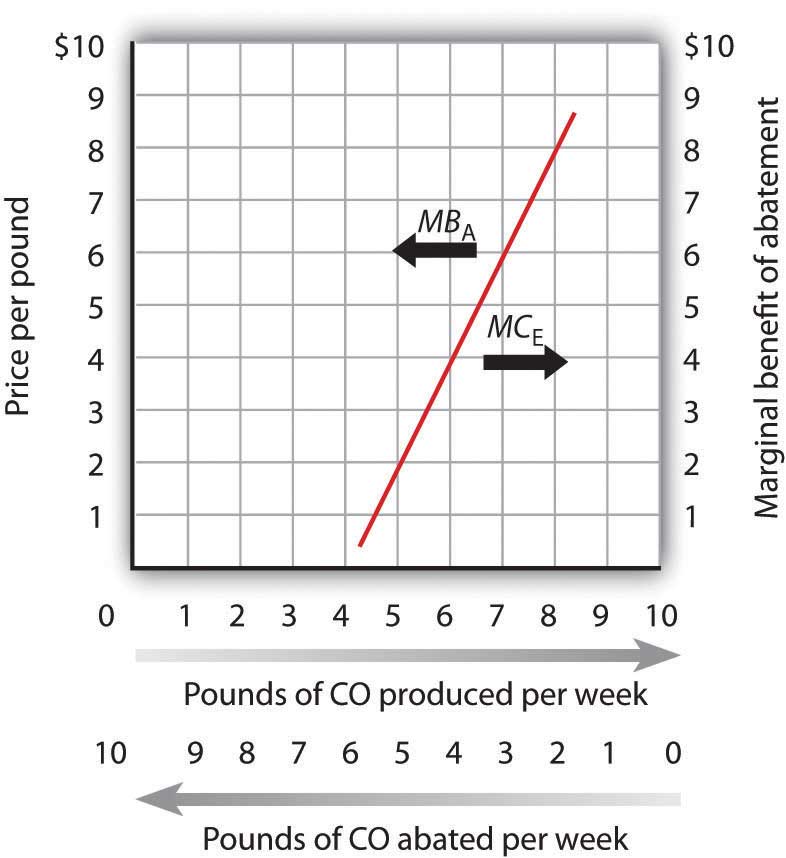 $10
9
8
7
6
5
4
3
2
1
Price per pound
MBA
MCE
$10
9
8
7
6
5
4
3
2
1
Marginal benefit of abatement
0 1 2 3 4 5 6 7 8 9 10
Pounds of CO produced per week
10 9 8 7 6 5 4 3 2 1 0
Pounds of CO abated per week